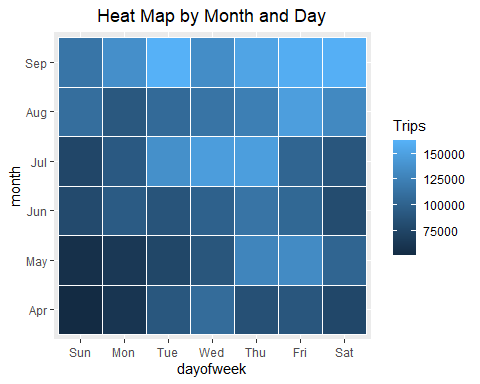 Heat Map by Month and Day
Sep
Aug
Jul
Jun
May
Apr
month
Sun Mon Tue Wed Thu Fri Sat
dayofweek
Trips
150000
125000
100000
75000